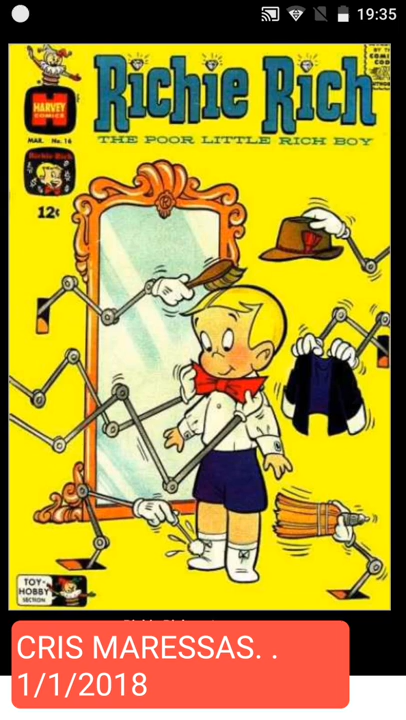 19:35
Richie Rich
THE POOR LITTLE RICH BOY
HARVEY
COMICS
MAR. No. 16
Richie Rich
12¢
R
TOY-
HOBBY
SECTION
CRIS MARESSAS. .
1/1/2018